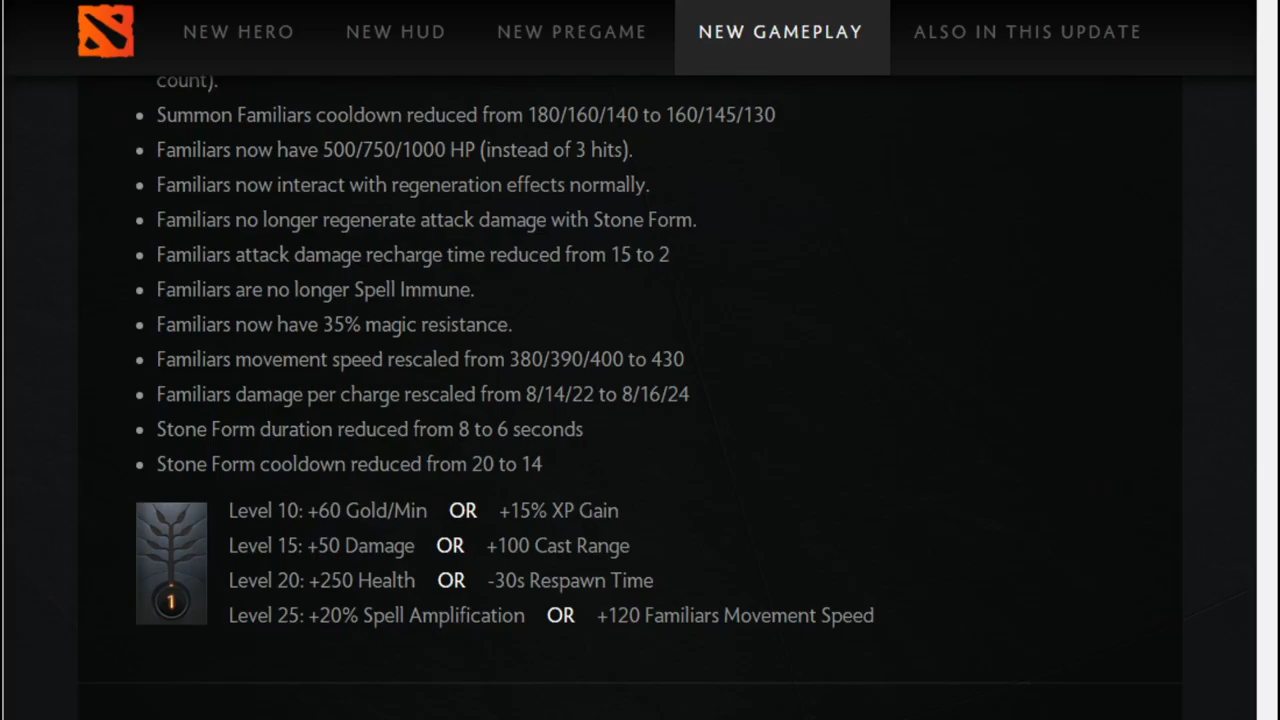 NEW HERO NEW HUD NEW PREGAME NEW GAMEPLAY ALSO IN THIS UPDATE
count).
Summon Familiars cooldown reduced from 180/160/140 to 160/145/130
Familiars now have 500/750/1000 HP (instead of 3 hits).
Familiars now interact with regeneration effects normally.
Familiars no longer regenerate attack damage with Stone Form.
Familiars attack damage recharge time reduced from 15 to 2
Familiars are no longer Spell Immune.
Familiars now have 35% magic resistance.
Familiars movement speed rescaled from 380/390/400 to 430
Familiars damage per charge rescaled from 8/14/22 to 8/16/24
Stone Form duration reduced from 8 to 6 seconds
Stone Form cooldown reduced from 20 to 14
Level 10: +60 Gold/Min OR +15% XP Gain
Level 15: +50 Damage OR +100 Cast Range
Level 20: +250 Health OR -30s Respawn Time
1
Level 25: +20% Spell Amplification OR +120 Familiars Movement Speed